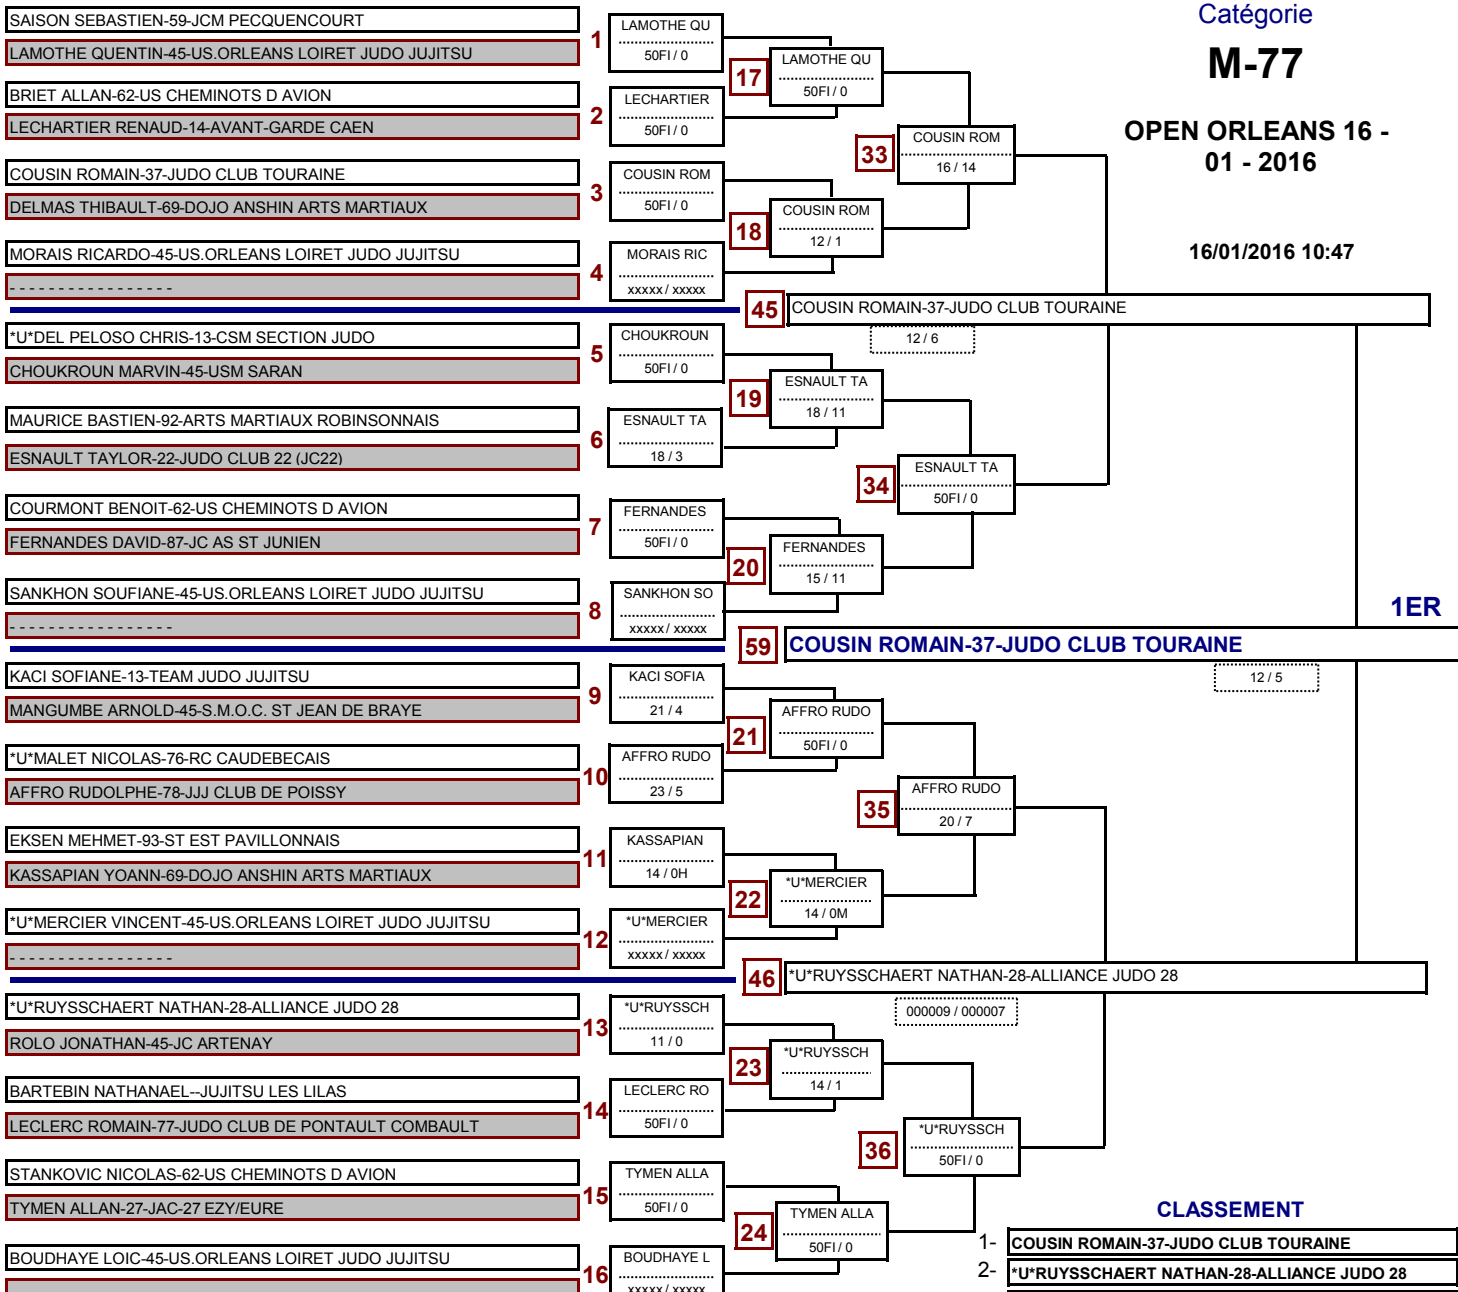 Catégorie
M-77
OPEN ORLEANS 16 -
01 - 2016
16/01/2016 10:47
SAISON SEBASTIEN-59-JCM PECQUENCOURT
LAMOTHE QUENTIN-45-US.ORLEANS LOIRET JUDO JUJITSU
1
LAMOTHE QU
50FI / 0
BRIET ALLAN-62-US CHEMINOTS D AVION
LECHARTIER RENAUD-14-AVANT-GARDE CAEN
2
LECHARTIER
50FI / 0
17
LAMOTHE QU
50FI / 0
COUSIN ROMAIN-37-JUDO CLUB TOURAINE
DELMAS THIBAULT-69-DOJO ANSHIN ARTS MARTIAUX
3
COUSIN ROM
50FI / 0
MORAIS RICARDO-45-US.ORLEANS LOIRET JUDO JUJITSU
- - - - - - - - - - - - - - - - -
4
MORAIS RIC
xxxxx / xxxxx
18
COUSIN ROM
12 / 1
33
COUSIN ROM
16 / 14
45
COUSIN ROMAIN-37-JUDO CLUB TOURAINE
12 / 6
*U*DEL PELOSO CHRIS-13-CSM SECTION JUDO
CHOUKROUN MARVIN-45-USM SARAN
5
CHOUKROUN
50FI / 0
MAURICE BASTIEN-92-ARTS MARTIAUX ROBINSONNAIS
ESNAULT TAYLOR-22-JUDO CLUB 22 (JC22)
6
ESNAULT TA
18 / 3
19
ESNAULT TA
18 / 11
COURMONT BENOIT-62-US CHEMINOTS D AVION
FERNANDES DAVID-87-JC AS ST JUNIEN
7
FERNANDES
50FI / 0
SANKHON SOUFIANE-45-US.ORLEANS LOIRET JUDO JUJITSU
- - - - - - - - - - - - - - - - -
8
SANKHON SO
xxxxx / xxxxx
20
FERNANDES
15 / 11
34
ESNAULT TA
50FI / 0
1ER
59
COUSIN ROMAIN-37-JUDO CLUB TOURAINE
12 / 5
KACI SOFIANE-13-TEAM JUDO JUJITSU
MANGUMBE ARNOLD-45-S.M.O.C. ST JEAN DE BRAYE
9
KACI SOFIA
21 / 4
*U*MALET NICOLAS-76-RC CAUDEBECAIS
AFFRO RUDOLPHE-78-JJJ CLUB DE POISSY
10
AFFRO RUDO
23 / 5
21
AFFRO RUDO
50FI / 0
EKSEN MEHMET-93-ST EST PAVILLONNAIS
KASSAPIAN YOANN-69-DOJO ANSHIN ARTS MARTIAUX
11
KASSAPIAN
14 / 0H
*U*MERCIER VINCENT-45-US.ORLEANS LOIRET JUDO JUJITSU
- - - - - - - - - - - - - - - - -
12
*U*MERCIER
xxxxx / xxxxx
22
*U*MERCIER
14 / 0M
35
AFFRO RUDO
20 / 7
46
*U*RUYSSCHAERT NATHAN-28-ALLIANCE JUDO 28
000009 / 000007
*U*RUYSSCHAERT NATHAN-28-ALLIANCE JUDO 28
ROLO JONATHAN-45-JC ARTENAY
13
*U*RUYSSCH
11 / 0
BARTEBIN NATHANAEL--JUJITSU LES LILAS
LECLERC ROMAIN-77-JUDO CLUB DE PONTAULT COMBAULT
14
LECLERC RO
50FI / 0
23
*U*RUYSSCH
14 / 1
STANKOVIC NICOLAS-62-US CHEMINOTS D AVION
TYMEN ALLAN-27-JAC-27 EZY/EURE
15
TYMEN ALLA
50FI / 0
BOUDHAYE LOIC-45-US.ORLEANS LOIRET JUDO JUJITSU
16
BOUDHAYE L
xxxxx / xxxxx
24
TYMEN ALLA
50FI / 0
36
*U*RUYSSCH
50FI / 0
CLASSEMENT
1- COUSIN ROMAIN-37-JUDO CLUB TOURAINE
2- *U*RUYSSCHAERT NATHAN-28-ALLIANCE JUDO 28